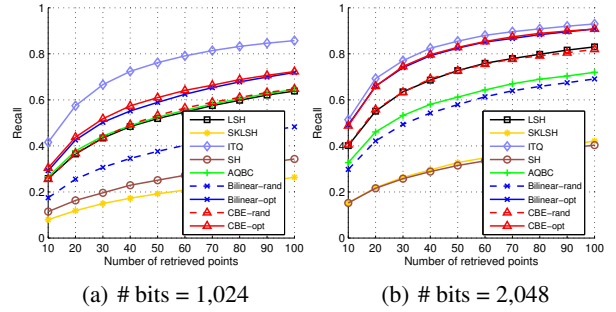 1
0.8
0.6
0.4
0.2
0
Recall
10 20 30 40 50 60 70 80 90 100
Number of retrieved points
LSH
SKLSH
ITQ
SH
AQBC
Bilinear-rand
Bilinear-opt
CBE-rand
CBE-opt
(a) # bits = 1,024
1
0.8
0.6
0.4
0.2
0
Recall
10 20 30 40 50 60 70 80 90 100
Number of retrieved points
LSH
SKLSH
ITQ
SH
AQBC
Bilinear-rand
Bilinear-opt
CBE-rand
CBE-opt
(b) # bits = 2,048